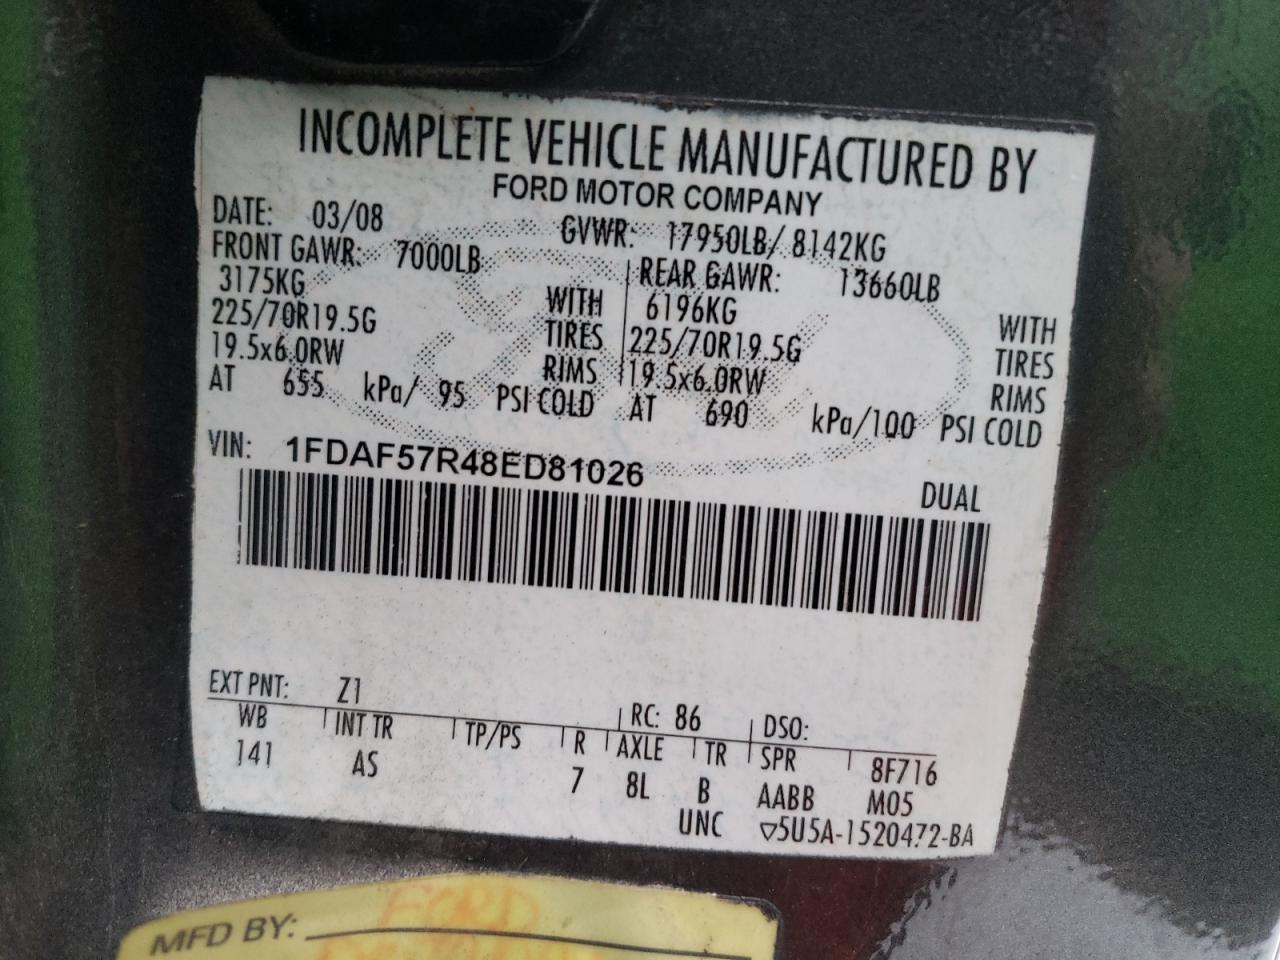 INCOMPLETE VEHICLE MANUFACTURED BY
FORD MOTOR COMPANY
DATE: 03/08 GVWR: 17950LB/ 8142KG
FRONT GAWR: 7000LB REAR GAWR: 13660LB
3175KG WITH 6196KG WITH
225/70R19.5G TIRES 225/70R19.5G TIRES
19.5x6.0RW RIMS 19.5x6.0RW RIMS
AT 655 kPa/ 95 PSI COLD AT 690 kPa/100 PSI COLD
VIN: 1FDAF57R48ED81026
DUAL
EXT PNT: Z1 RC: 86 DSO:
WB INT TR TP/PS R AXLE TR SPR 8F716
141 AS 7 8L B AABB M05
UNC ▽5U5A-1520472-BA
MFD BY: FORD